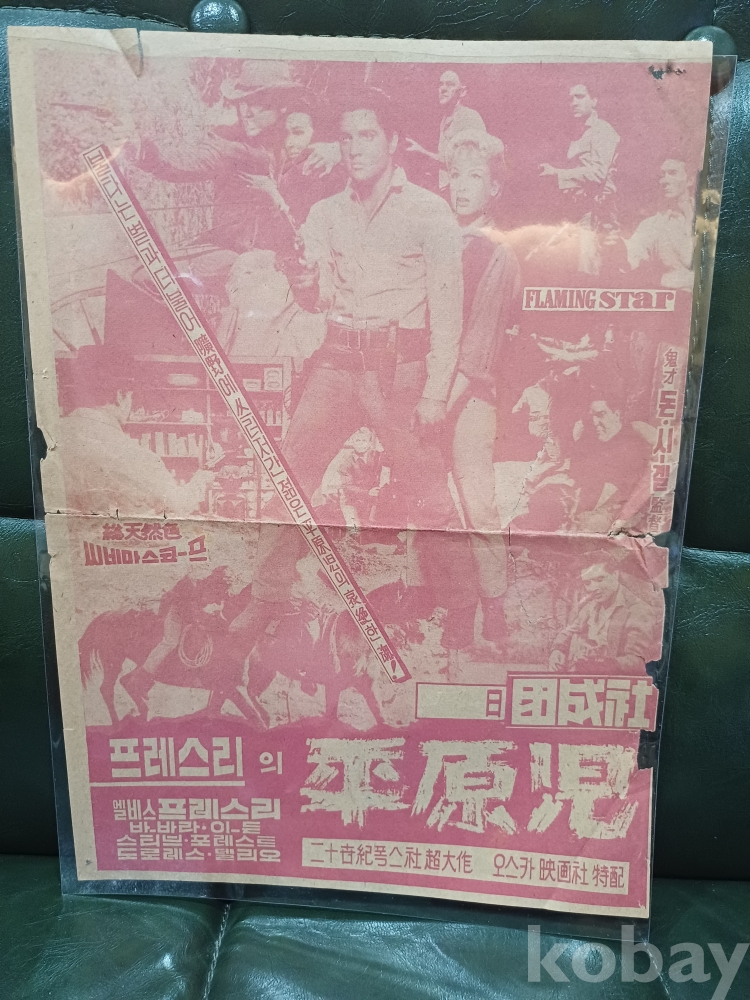 FLAMING STAR
鬼才 돈·시겔 監督
総天然色
씨네마스코-프
日 団成社
프레스리 의 平原児
엘비스 프레스리
바-바라·이-든
스티브·포레스트
드로레스·델리오
二十世紀폭스社 超大作 오스카 映画社 特配
kobay